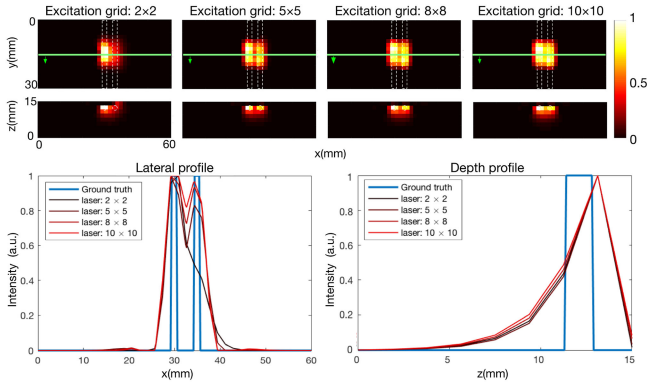 Excitation grid: 2×2 Excitation grid: 5×5 Excitation grid: 8×8 Excitation grid: 10×10
0
y(mm)
30
15
z(mm)
0
0 60
x(mm)
1
0.5
0
Lateral profile
1
0.8
0.6
0.4
0.2
0
Intensity (a.u.)
Ground truth
laser: 2 × 2
laser: 5 × 5
laser: 8 × 8
laser: 10 × 10
0 10 20 30 40 50 60
x(mm)
Depth profile
1
0.8
0.6
0.4
0.2
0
Intensity (a.u.)
Ground truth
laser: 2 × 2
laser: 5 × 5
laser: 8 × 8
laser: 10 × 10
0 5 10 15
z(mm)